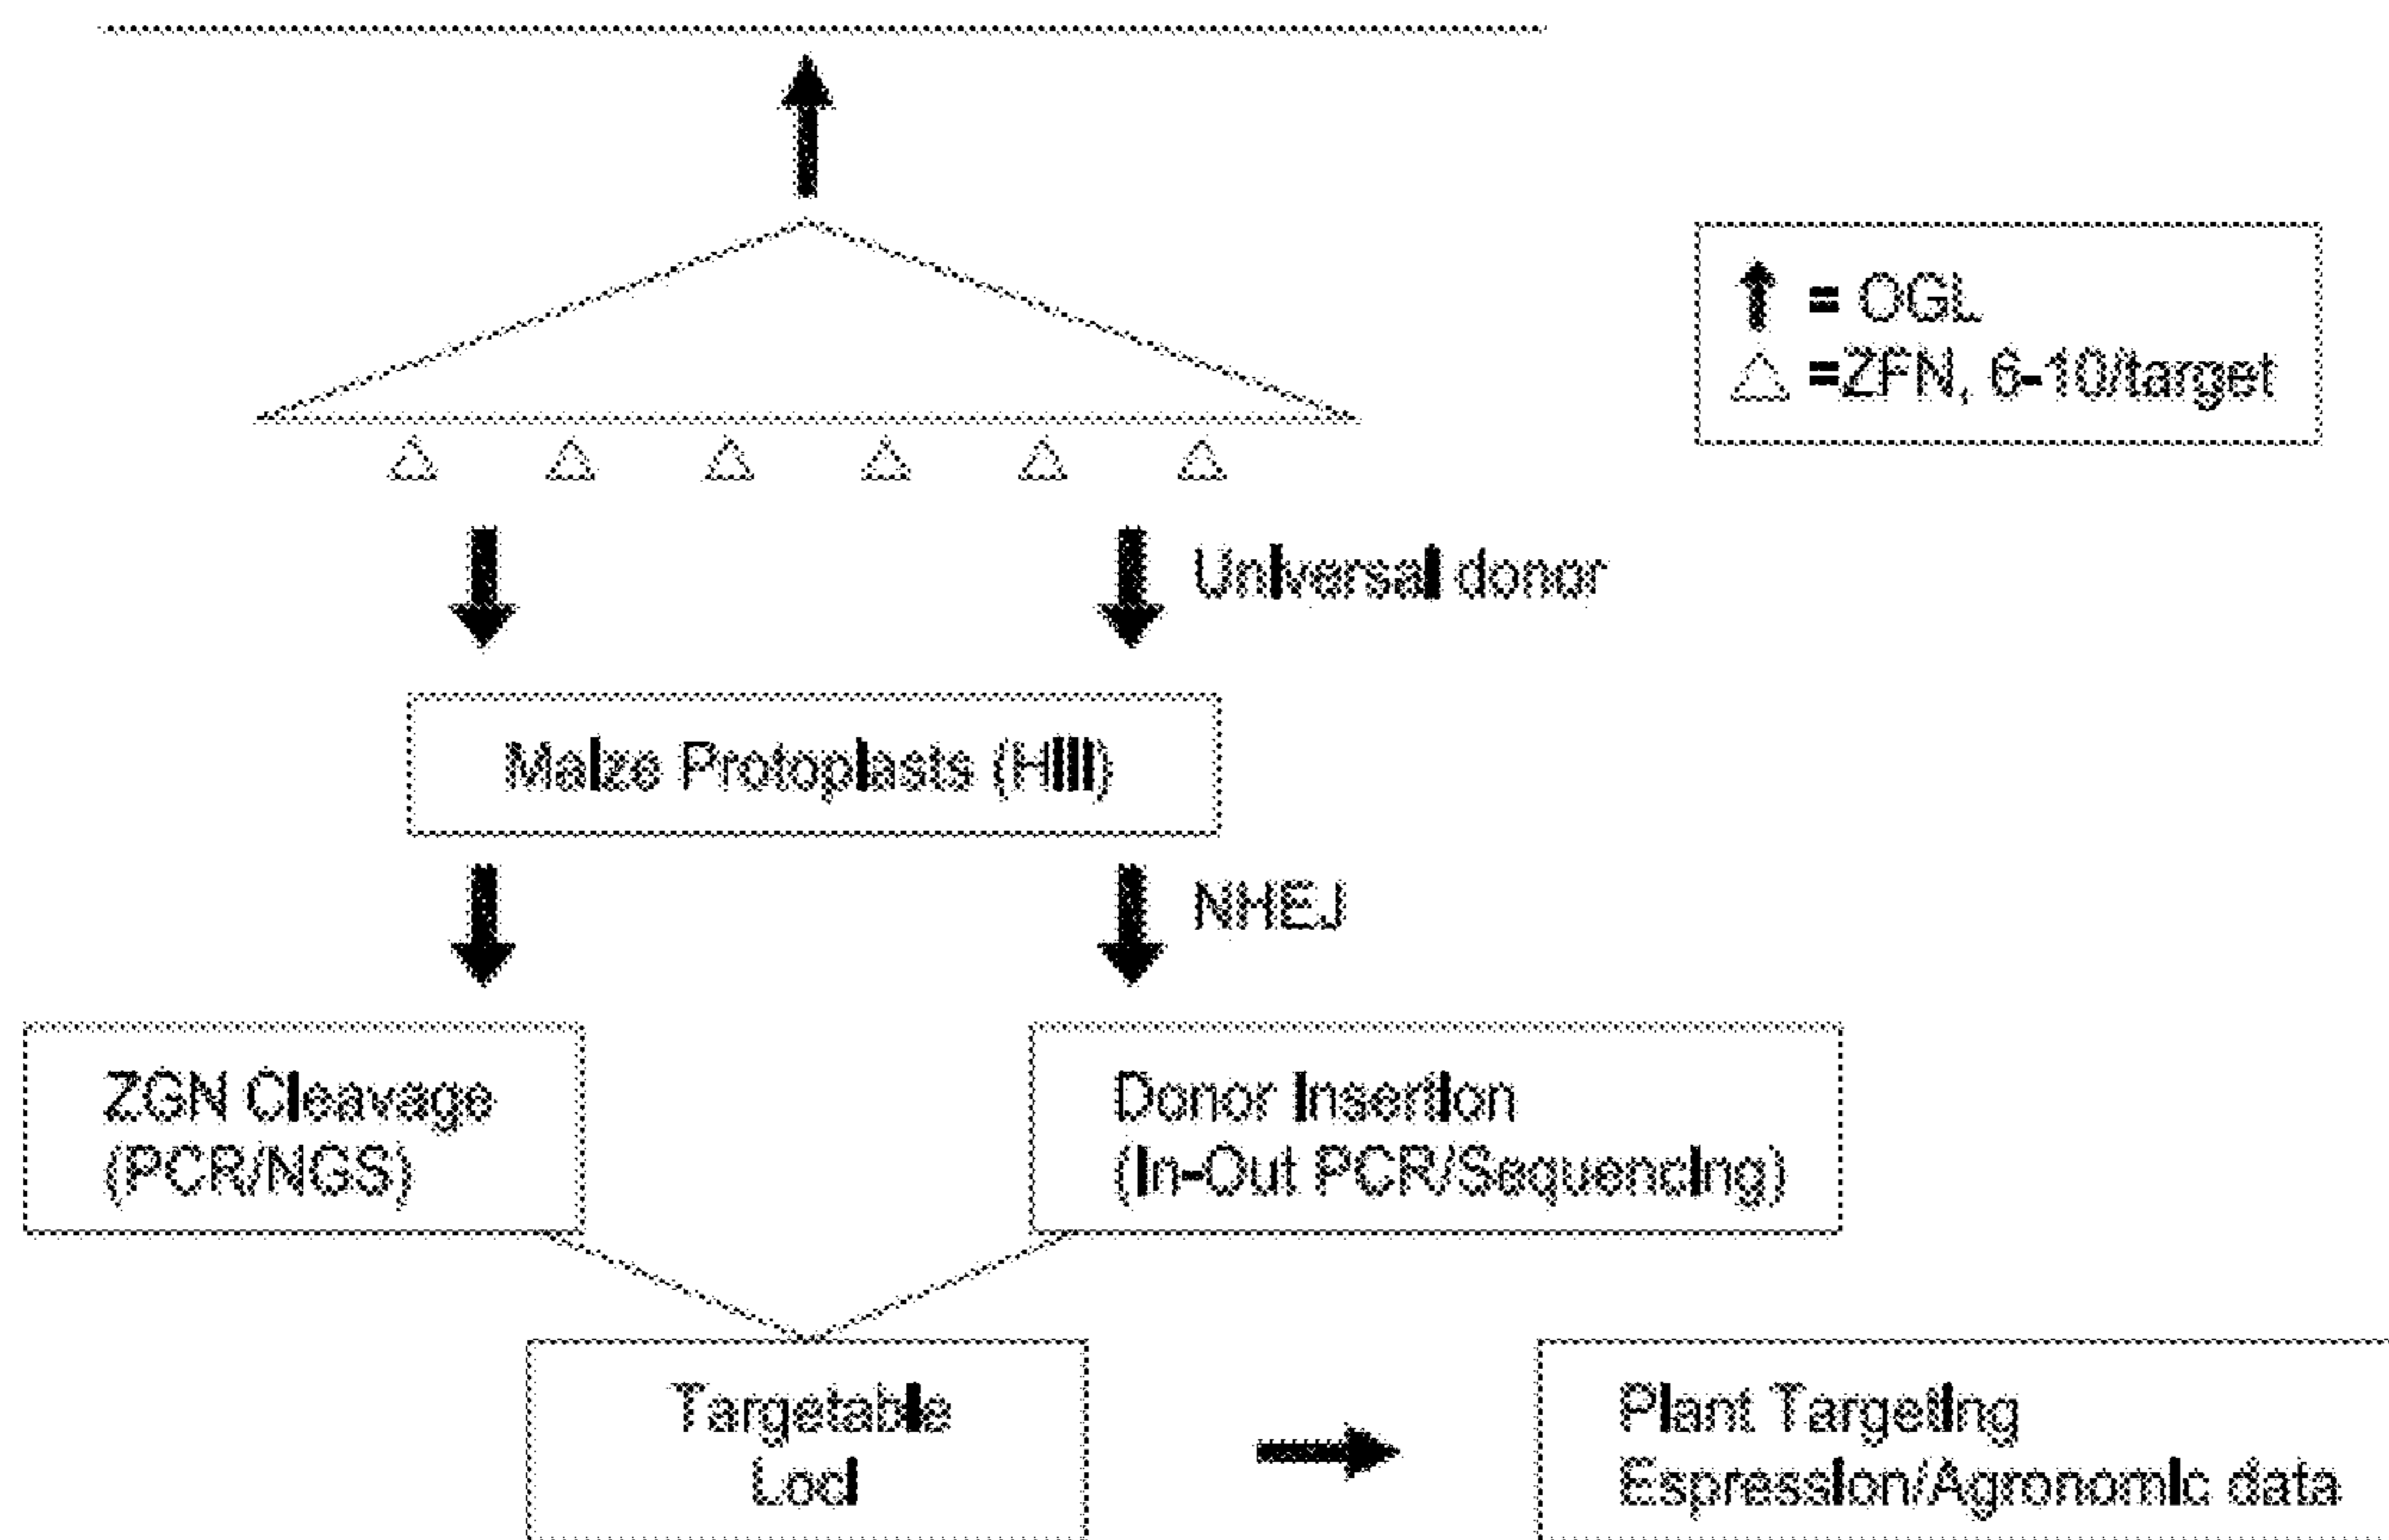 = OGL
=ZFN, 6-10/target
Universal donor
Maize Protoplasts (HIII)
NHEJ
ZGN Cleavage
(PCR/NGS)
Donor Insertion
(In-Out PCR/Sequencing)
Targetable
Loci
Plant Targeting
Espression/Agronomic data